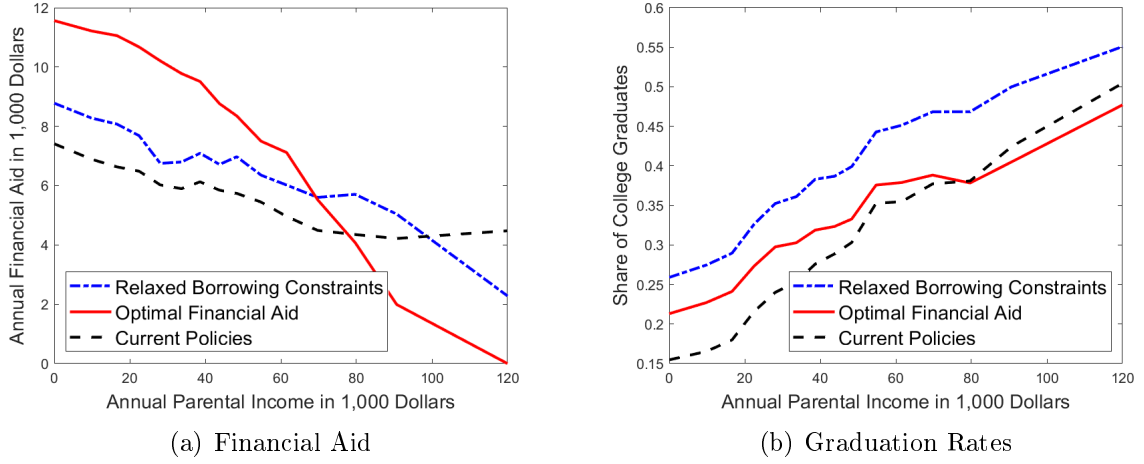 12
10
8
6
4
2
0
0 20 40 60 80 100 120
Annual Financial Aid in 1,000 Dollars
Relaxed Borrowing Constraints
Optimal Financial Aid
Current Policies
Annual Parental Income in 1,000 Dollars
(a) Financial Aid
0.6
0.55
0.5
0.45
0.4
0.35
0.3
0.25
0.2
0.15
0 20 40 60 80 100 120
Share of College Graduates
Relaxed Borrowing Constraints
Optimal Financial Aid
Current Policies
Annual Parental Income in 1,000 Dollars
(b) Graduation Rates